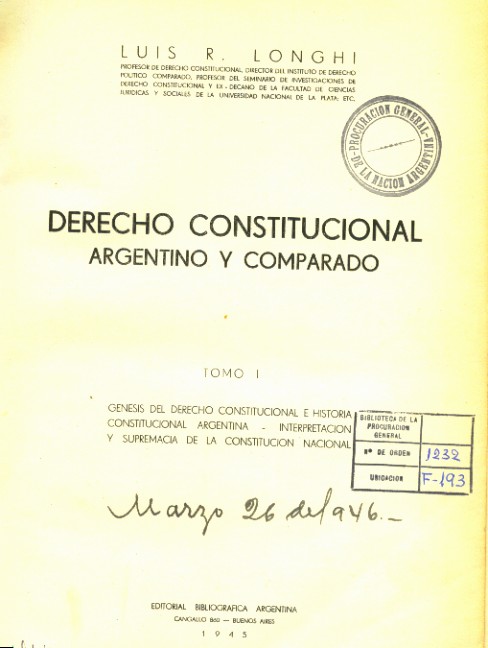 LUIS R. LONGHI
PROFESOR DE DERECHO CONSTITUCIONAL, DIRECTOR DEL INSTITUTO DE DERECHO
POLITICO COMPARADO, PROFESOR DEL SEMINARIO DE INVESTIGACIONES DE
DERECHO CONSTITUCIONAL Y EX - DECANO DE LA FACULTAD DE CIENCIAS
JURIDICAS Y SOCIALES DE LA UNIVERSIDAD NACIONAL DE LA PLATA; ETC.
PROCURACION GENERAL
DE LA NACION ARGENTINA
DERECHO CONSTITUCIONAL
ARGENTINO Y COMPARADO
TOMO I
GENESIS DEL DERECHO CONSTITUCIONAL E HISTORIA
CONSTITUCIONAL ARGENTINA - INTERPRETACION
Y SUPREMACIA DE LA CONSTITUCION NACIONAL
BIBLIOTECA DE LA
PROCURACION
GENERAL
Nº DE ORDEN 1232
UBICACION F-193
Marzo 26 de 1946.-
EDITORIAL BIBLIOGRAFICA ARGENTINA
CANGALLO 860 — BUENOS AIRES
1945